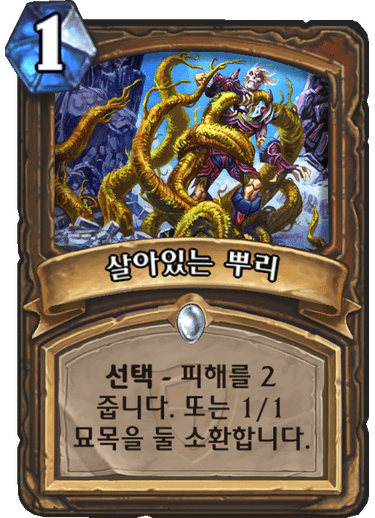 1
살아있는 뿌리
선택 - 피해를 2
줍니다. 또는 1/1
묘목을 둘 소환합니다.